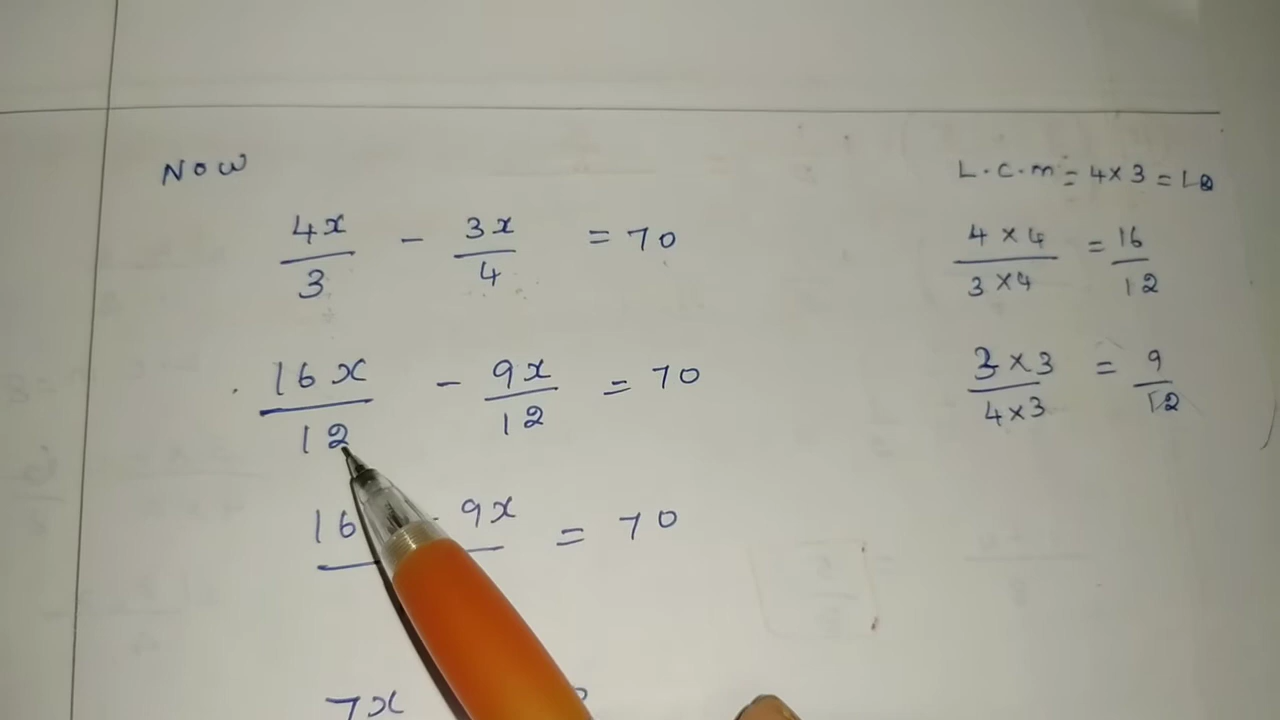 NOW
4x/3 - 3x/4 = 70
16x/12 - 9x/12 = 70
16 - 9x = 70
7x
L.C.m = 4×3 = 12
4×4/3×4 = 16/12
3×3/4×3 = 9/12